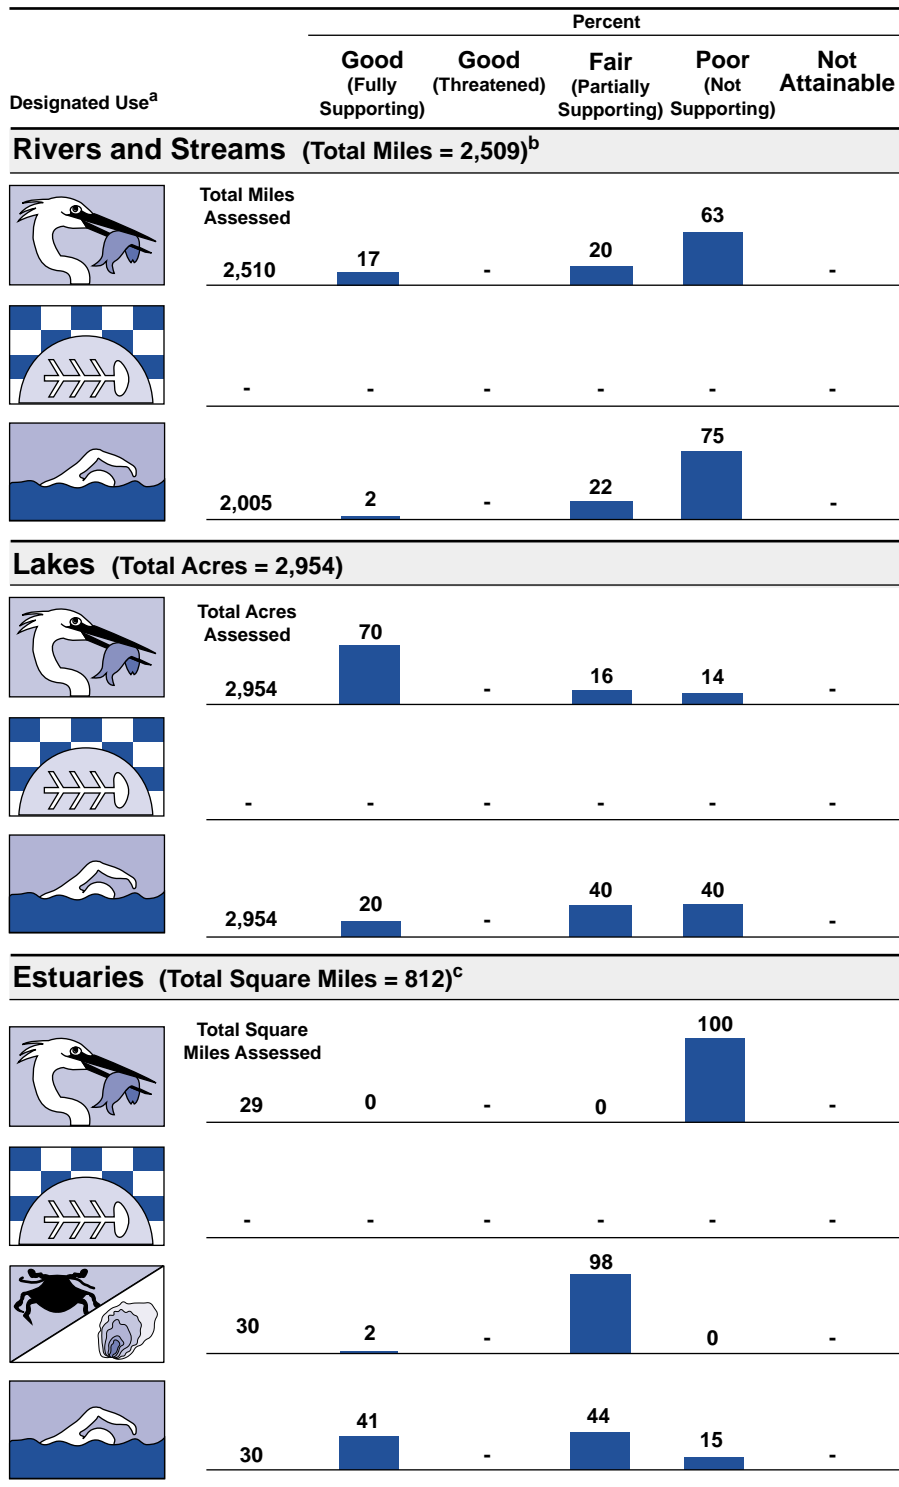 Percent
Designated Use^a
Good (Fully Supporting)
Good (Threatened)
Fair (Partially Supporting)
Poor (Not Supporting)
Not Attainable
Rivers and Streams (Total Miles = 2,509)^b
Total Miles Assessed
2,510 17 - 20 63 -
- - - - - -
2,005 2 - 22 75 -
Lakes (Total Acres = 2,954)
Total Acres Assessed
2,954 70 - 16 14 -
- - - - - -
2,954 20 - 40 40 -
Estuaries (Total Square Miles = 812)^c
Total Square Miles Assessed
29 0 - 0 100 -
- - - - - -
30 2 - 98 0 -
30 41 - 44 15 -